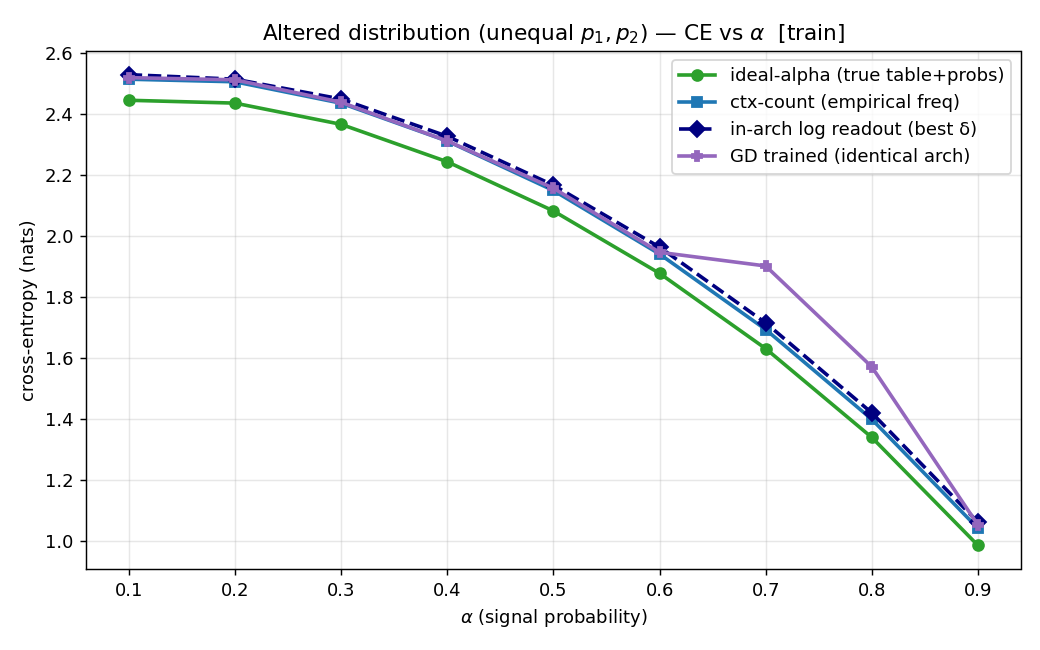 Altered distribution (unequal p₁, p₂) — CE vs α [train]
ideal-alpha (true table+probs)
ctx-count (empirical freq)
in-arch log readout (best δ)
GD trained (identical arch)
cross-entropy (nats)
2.6
2.4
2.2
2.0
1.8
1.6
1.4
1.2
1.0
0.1 0.2 0.3 0.4 0.5 0.6 0.7 0.8 0.9
α (signal probability)